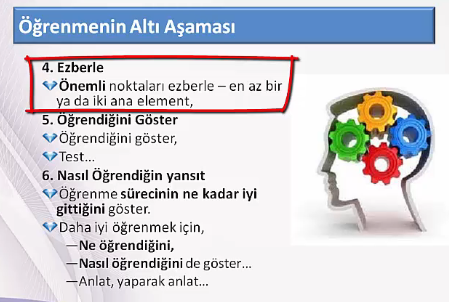 Öğrenmenin Altı Aşaması
4. Ezberle
Önemli noktaları ezberle – en az bir
ya da iki ana element,
5. Öğrendiğini Göster
Öğrendiğini göster,
Test...
6. Nasıl Öğrendiğin yansıt
Öğrenme sürecinin ne kadar iyi
gittiğini göster.
Daha iyi öğrenmek için,
—Ne öğrendiğini,
—Nasıl öğrendiğini de göster...
—Anlat, yaparak anlat...